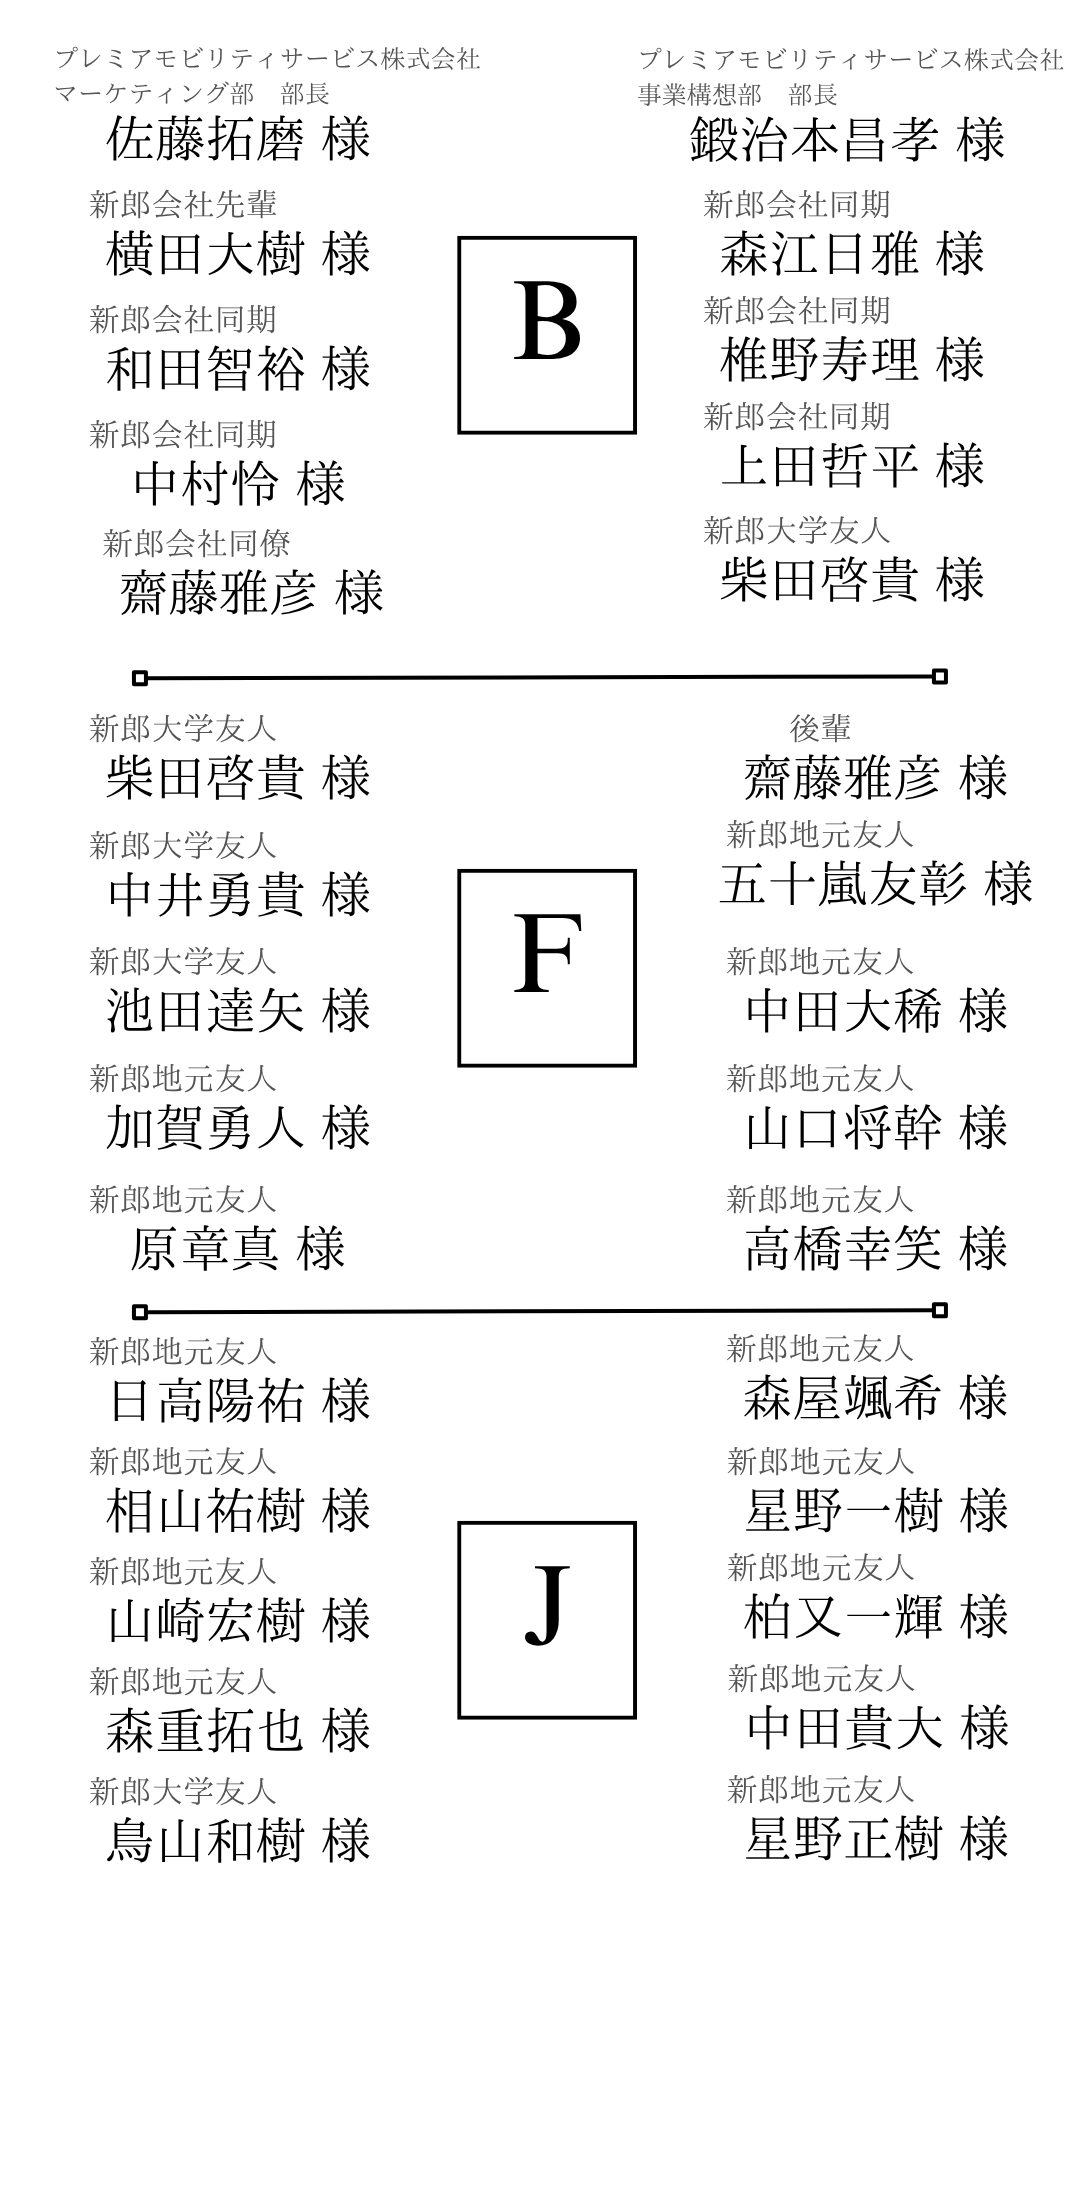 プレミアモビリティサービス株式会社
マーケティング部　部長
佐藤拓磨 様
新郎会社先輩
横田大樹 様
新郎会社同期
和田智裕 様
新郎会社同期
中村怜 様
新郎会社同僚
齋藤雅彦 様
B
プレミアモビリティサービス株式会社
事業構想部　部長
鍛治本昌孝 様
新郎会社同期
森江日雅 様
新郎会社同期
椎野寿理 様
新郎会社同期
上田哲平 様
新郎大学友人
柴田啓貴 様
新郎大学友人
柴田啓貴 様
新郎大学友人
中井勇貴 様
新郎大学友人
池田達矢 様
新郎地元友人
加賀勇人 様
新郎地元友人
原章真 様
F
後輩
齋藤雅彦 様
新郎地元友人
五十嵐友彰 様
新郎地元友人
中田大稀 様
新郎地元友人
山口将幹 様
新郎地元友人
高橋幸笑 様
新郎地元友人
日高陽祐 様
新郎地元友人
相山祐樹 様
新郎地元友人
山崎宏樹 様
新郎地元友人
森重拓也 様
新郎大学友人
鳥山和樹 様
J
新郎地元友人
森屋颯希 様
新郎地元友人
星野一樹 様
新郎地元友人
柏又一輝 様
新郎地元友人
中田貴大 様
新郎地元友人
星野正樹 様